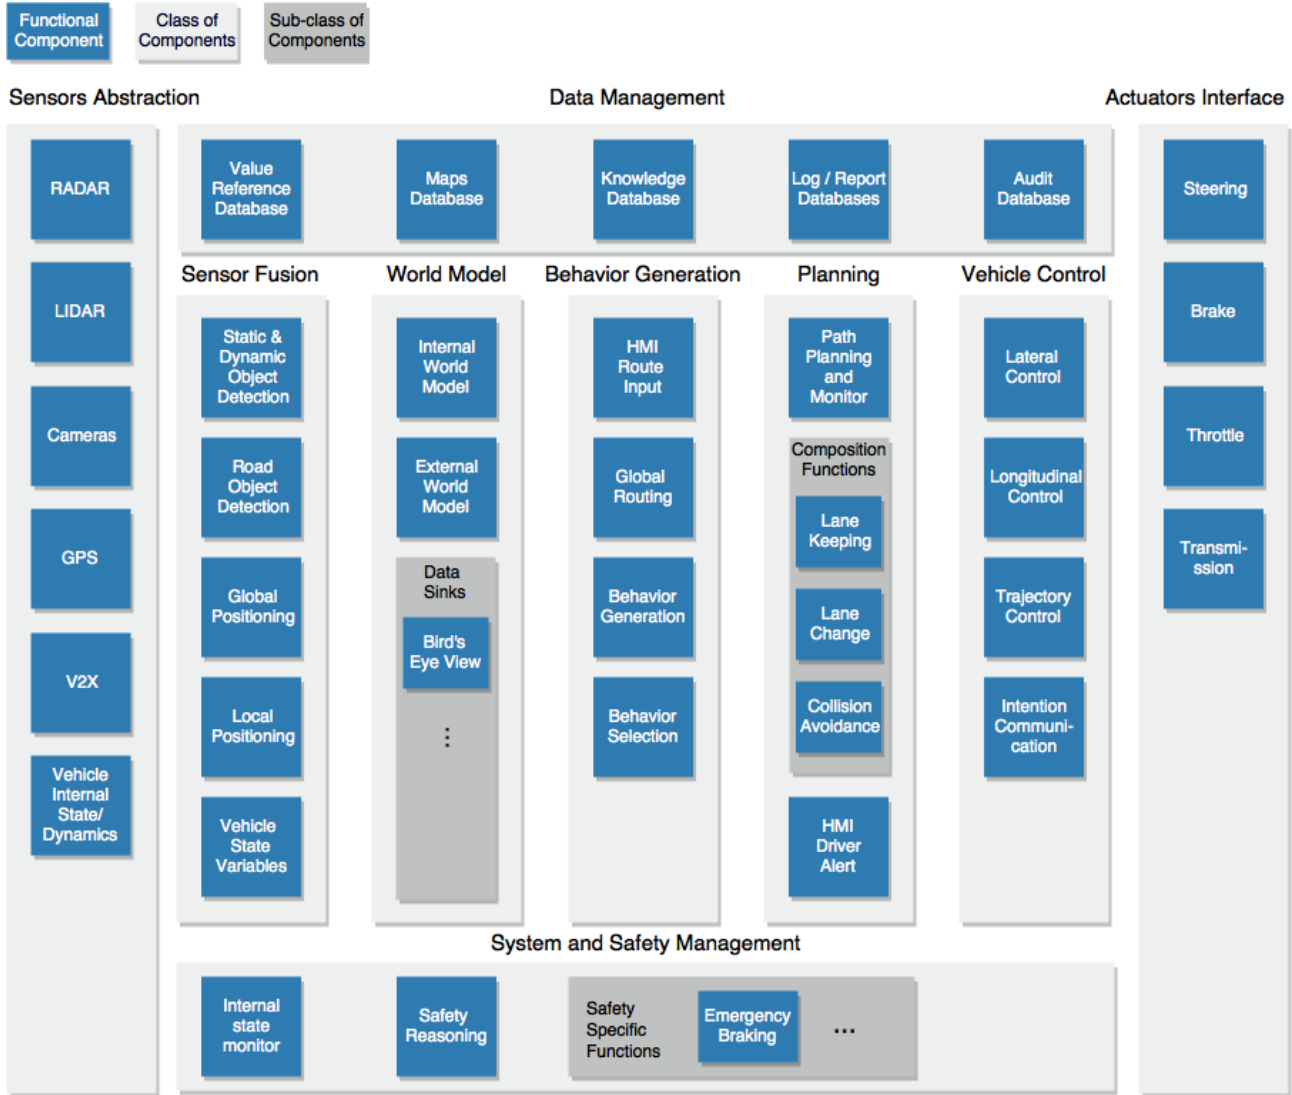 Functional
Component
Class of
Components
Sub-class of
Components
Sensors Abstraction
Data Management
Actuators Interface
RADAR
LIDAR
Cameras
GPS
V2X
Vehicle
Internal
State/
Dynamics
Value
Reference
Database
Maps
Database
Knowledge
Database
Log / Report
Databases
Audit
Database
Sensor Fusion
World Model
Behavior Generation
Planning
Vehicle Control
Static &
Dynamic
Object
Detection
Road
Object
Detection
Global
Positioning
Local
Positioning
Vehicle
State
Variables
Internal
World
Model
External
World
Model
Data
Sinks
Bird's
Eye View
⋮
HMI
Route
Input
Global
Routing
Behavior
Generation
Behavior
Selection
Path
Planning
and
Monitor
Composition
Functions
Lane
Keeping
Lane
Change
Collision
Avoidance
HMI
Driver
Alert
Lateral
Control
Longitudinal
Control
Trajectory
Control
Intention
Communi-
cation
Steering
Brake
Throttle
Transmi-
ssion
System and Safety Management
Internal
state
monitor
Safety
Reasoning
Safety
Specific
Functions
Emergency
Braking
...